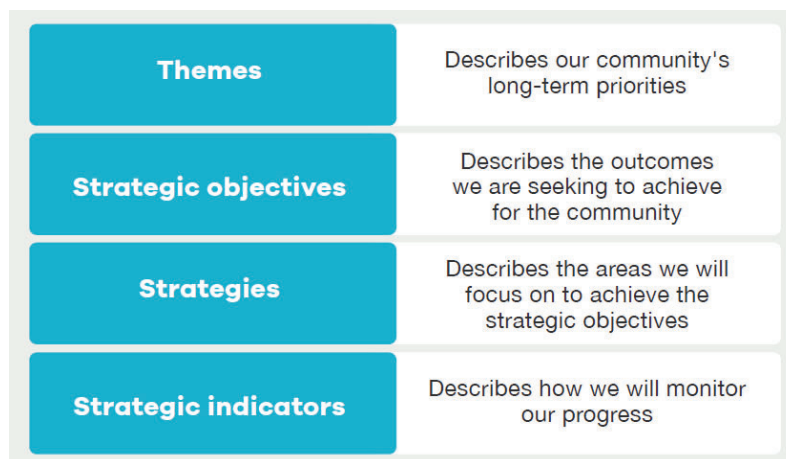 Themes
Describes our community's
long-term priorities
Strategic objectives
Describes the outcomes
we are seeking to achieve
for the community
Strategies
Describes the areas we will
focus on to achieve the
strategic objectives
Strategic indicators
Describes how we will monitor
our progress